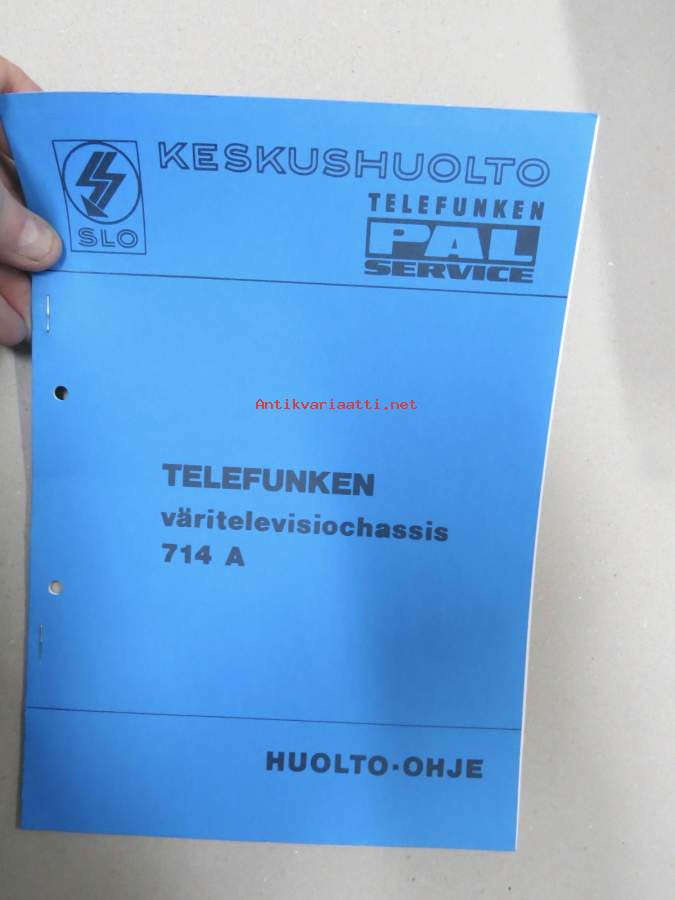 KESKUSHUOLTO
SLO
TELEFUNKEN
PAL
SERVICE
Antikvariaatti.net
TELEFUNKEN
väritelevisiochassis
714 A
HUOLTO-OHJE